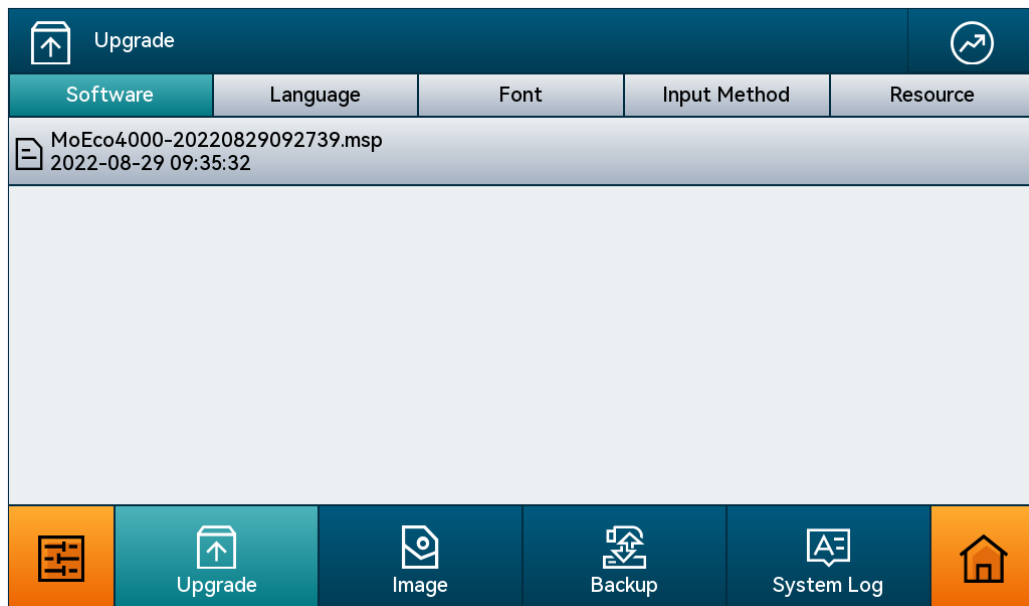 Upgrade
Software
Language
Font
Input Method
Resource
MoEco4000-20220829092739.msp
2022-08-29 09:35:32
Upgrade
Image
Backup
System Log